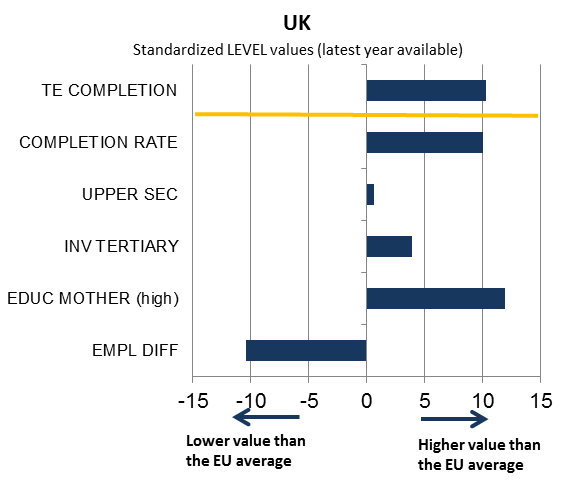 UK
Standardized LEVEL values (latest year available)
TE COMPLETION
COMPLETION RATE
UPPER SEC
INV TERTIARY
EDUC MOTHER (high)
EMPL DIFF
-15 -10 -5 0 5 10 15
Lower value than
the EU average
Higher value than
the EU average